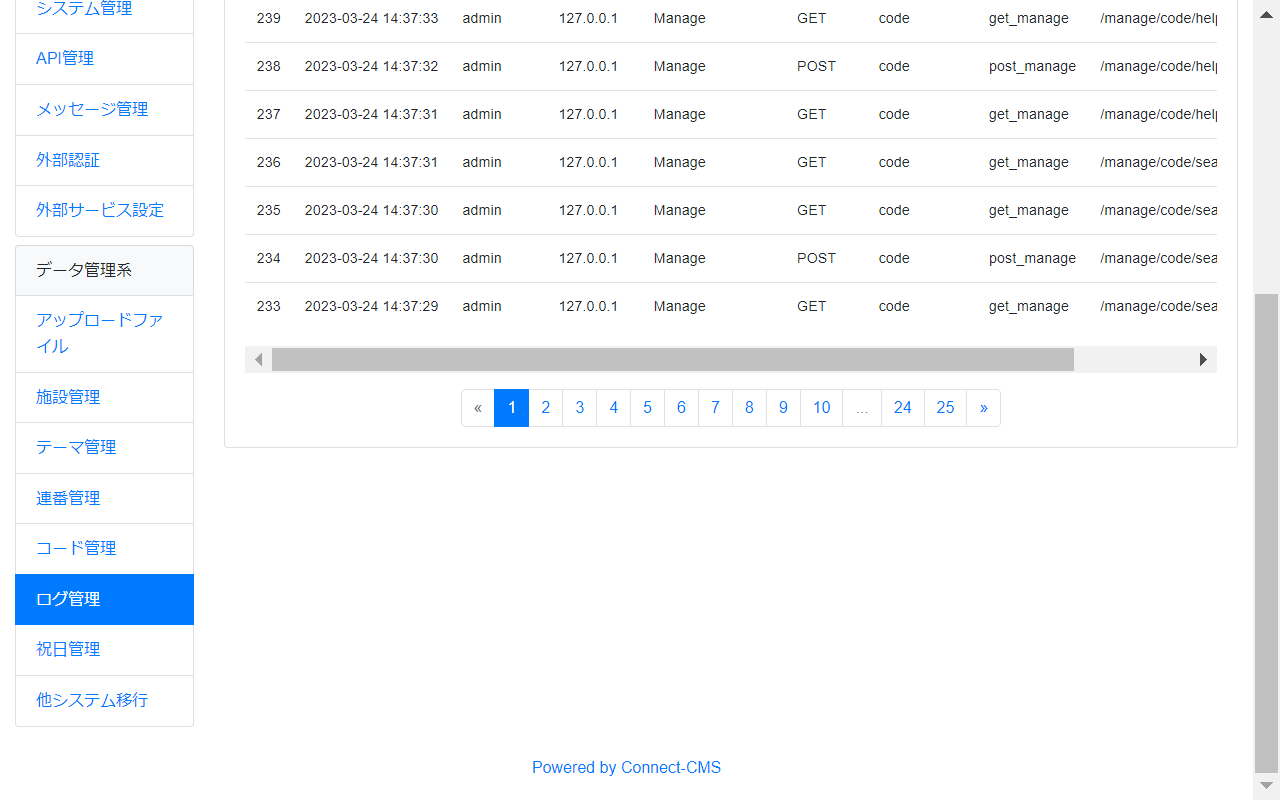 システム管理
API管理
メッセージ管理
外部認証
外部サービス設定
データ管理系
アップロードファ
イル
施設管理
テーマ管理
連番管理
コード管理
ログ管理
祝日管理
他システム移行
239 2023-03-24 14:37:33 admin 127.0.0.1 Manage GET code get_manage /manage/code/help
238 2023-03-24 14:37:32 admin 127.0.0.1 Manage POST code post_manage /manage/code/help
237 2023-03-24 14:37:31 admin 127.0.0.1 Manage GET code get_manage /manage/code/help
236 2023-03-24 14:37:31 admin 127.0.0.1 Manage GET code get_manage /manage/code/sea
235 2023-03-24 14:37:30 admin 127.0.0.1 Manage GET code get_manage /manage/code/sea
234 2023-03-24 14:37:30 admin 127.0.0.1 Manage POST code post_manage /manage/code/sea
233 2023-03-24 14:37:29 admin 127.0.0.1 Manage GET code get_manage /manage/code/sea
« 1 2 3 4 5 6 7 8 9 10 ... 24 25 »
Powered by Connect-CMS